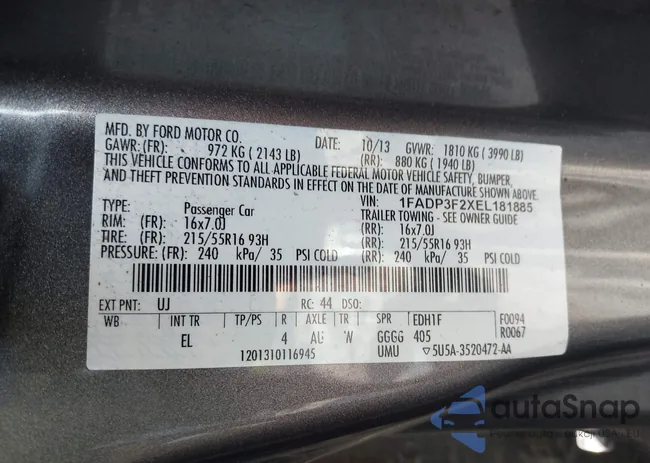 MFD. BY FORD MOTOR CO. DATE: 10/13 GVWR: 1810 KG ( 3990 LB)
GAWR: (FR): 972 KG ( 2143 LB) (RR): 880 KG ( 1940 LB)
THIS VEHICLE CONFORMS TO ALL APPLICABLE FEDERAL MOTOR VEHICLE SAFETY, BUMPER,
AND THEFT PREVENTION STANDARDS IN EFFECT ON THE DATE OF MANUFACTURE SHOWN ABOVE.
VIN: 1FADP3F2XEL181885
TYPE: Passenger Car TRAILER TOWING - SEE OWNER GUIDE
RIM: (FR): 16x7.0J (RR): 16x7.0J
TIRE: (FR): 215/55R16 93H (RR): 215/55R16 93H
PRESSURE: (FR): 240 kPa/ 35 PSI COLD (RR): 240 kPa/ 35 PSI COLD
EXT PNT: UJ RC: 44 DSO:
WB INT TR TP/PS R AXLE TR SPR EDH1F F0094
EL 4 W GGGG 405 R0067
1201310116945 UMU ▽5U5A-3520472-AA
autaSnap